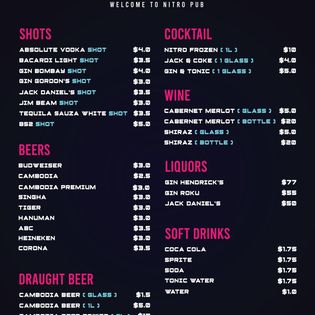 WELCOME TO NITRO PUB
SHOTS
ABSOLUTE VODKA SHOT $4.0
BACARDI LIGHT SHOT $3.5
GIN BOMBAY SHOT $4.0
GIN GORDON'S SHOT $3.0
JACK DANIEL'S SHOT $3.5
JIM BEAM SHOT $3.0
TEQUILA SAUZA WHITE SHOT $3.5
B52 SHOT $5.0
BEERS
BUDWEISER $3.0
CAMBODIA $2.5
CAMBODIA PREMIUM $3.0
SINGHA $3.0
TIGER $3.0
HANUMAN $3.0
ABC $3.5
HEINEKEN $3.0
CORONA $3.5
DRAUGHT BEER
CAMBODIA BEER ( GLASS ) $1.5
CAMBODIA BEER ( 1L ) $5.0
COCKTAIL
NITRO FROZEN ( 1L ) $10
JACK & COKE ( 1 GLASS ) $4.0
GIN & TONIC ( 1 GLASS ) $5.0
WINE
CABERNET MERLOT ( GLASS ) $5.0
CABERNET MERLOT ( BOTTLE ) $20
SHIRAZ ( GLASS ) $5.0
SHIRAZ ( BOTTLE ) $20
LIQUORS
GIN HENDRICK'S $77
GIN ROKU $55
JACK DANIEL'S $50
SOFT DRINKS
COCA COLA $1.75
SPRITE $1.75
SODA $1.75
TONIC WATER $1.75
WATER $1.0